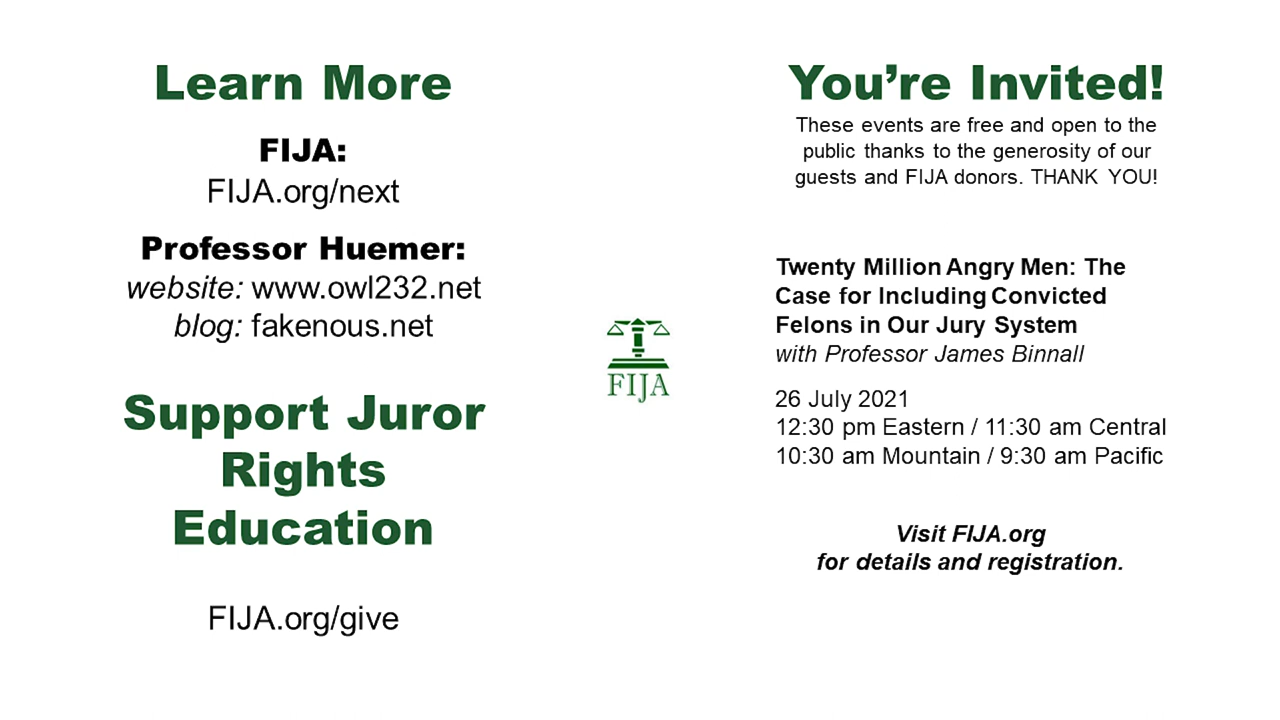 Learn More
FIJA:
FIJA.org/next
Professor Huemer:
website: www.owl232.net
blog: fakenous.net
Support Juror
Rights
Education
FIJA.org/give
FIJA
You're Invited!
These events are free and open to the
public thanks to the generosity of our
guests and FIJA donors. THANK YOU!
Twenty Million Angry Men: The
Case for Including Convicted
Felons in Our Jury System
with Professor James Binnall
26 July 2021
12:30 pm Eastern / 11:30 am Central
10:30 am Mountain / 9:30 am Pacific
Visit FIJA.org
for details and registration.